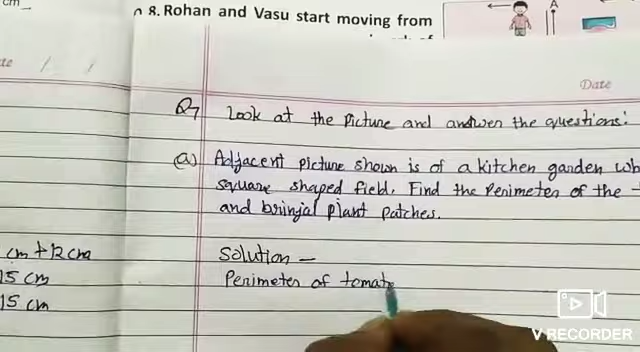 cm
8. Rohan and Vasu start moving from
A
te / /
Date
Q7 Look at the Picture and answer the questions:
(a) Adjacent picture shown is of a kitchen garden wh
square shaped field. Find the Perimeter of the
and brinjal plant patches.
cm + 12 cm
Solution —
15 cm
Perimeter of tomato
15 cm
V RECORDER